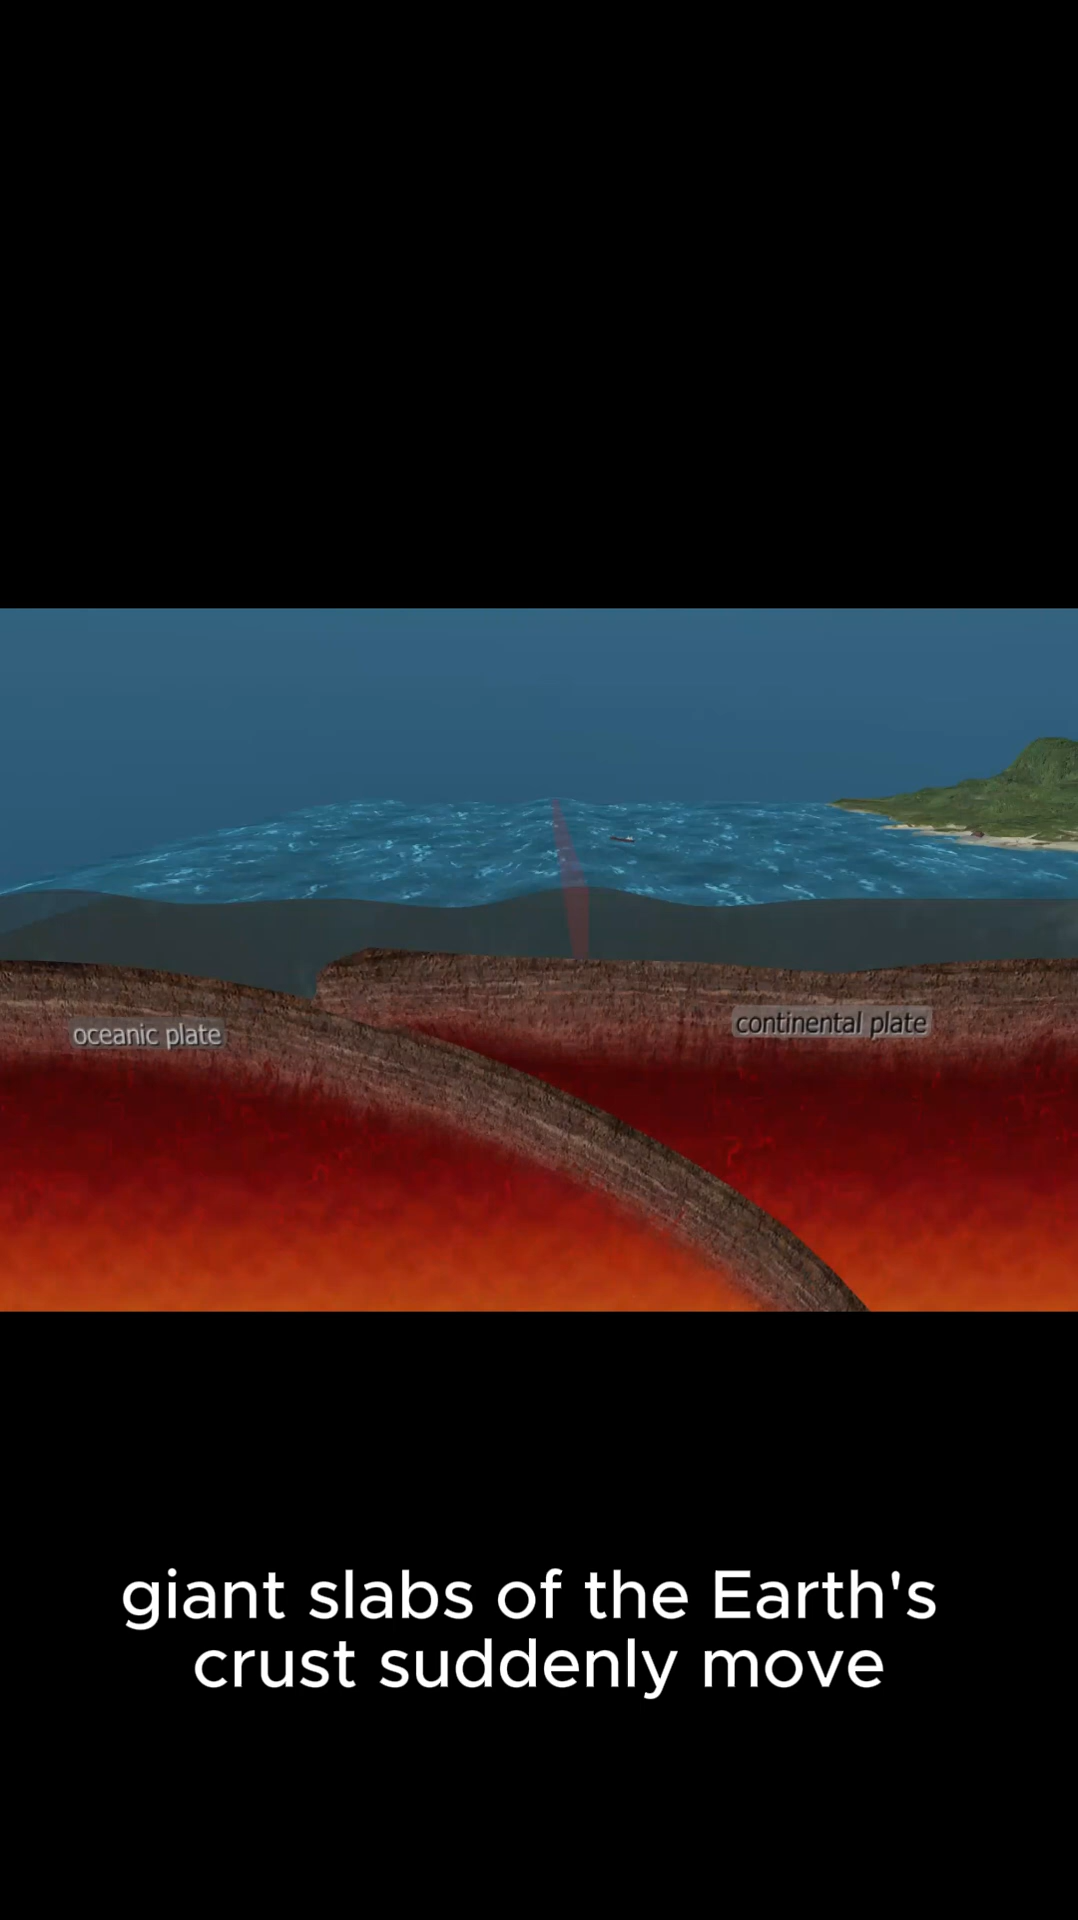 oceanic plate
continental plate
giant slabs of the Earth's
crust suddenly move